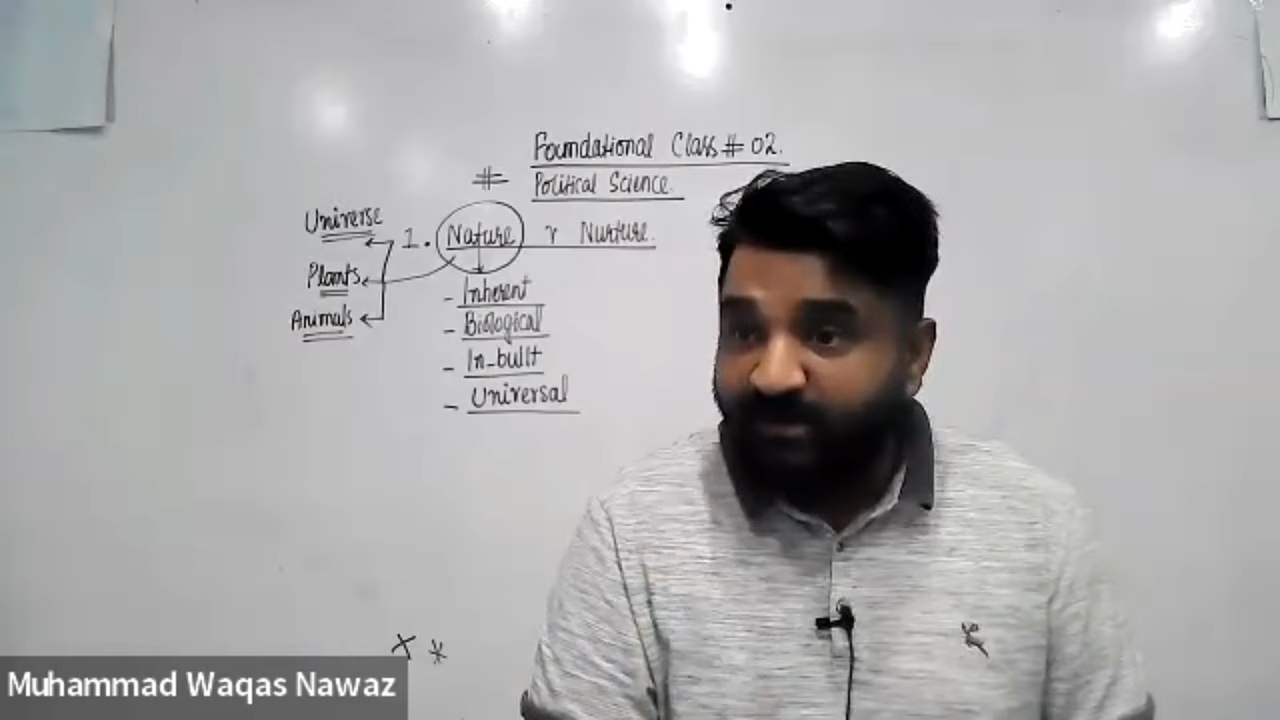 Foundational Class # 02.
# Political Science.
Universe
1. Nature r Nurture.
Plants
- Inherent
Animals
- Biological
- In-built
- Universal
x *
Muhammad Waqas Nawaz